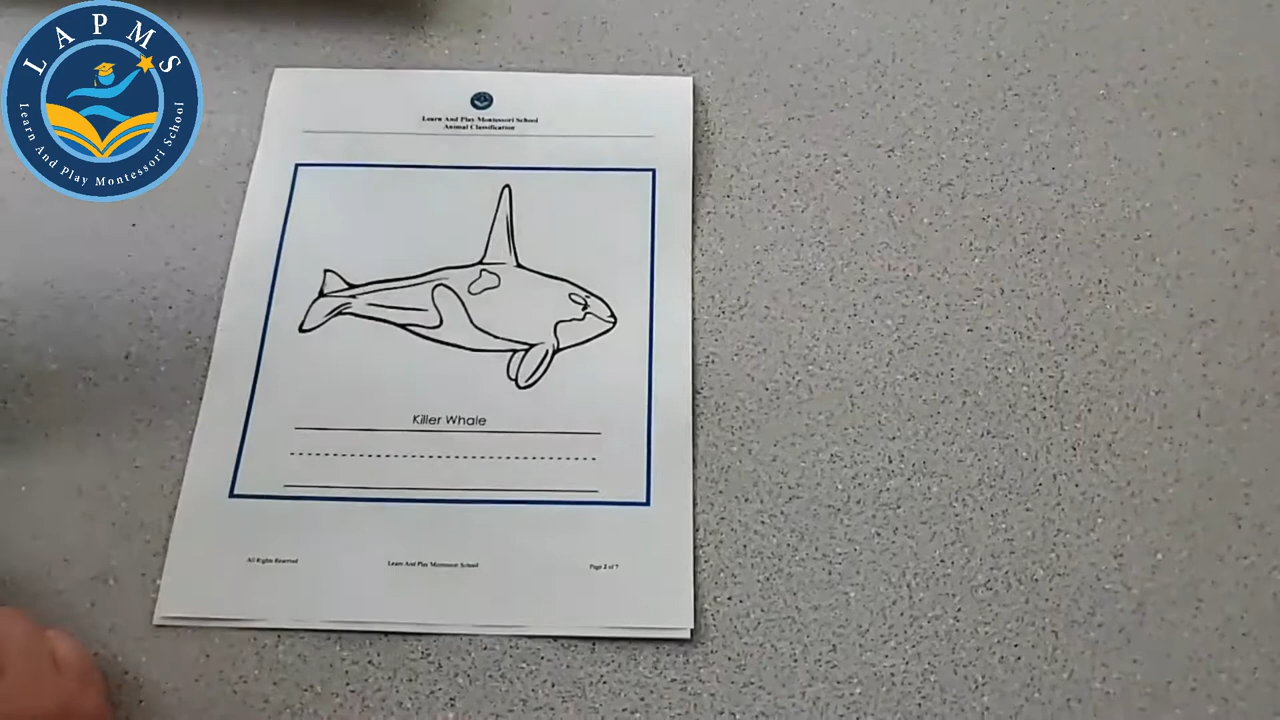 LAPMS
Learn And Play Montessori School
Learn And Play Montessori School
Animal Classification
Killer Whale
All Rights Reserved
Learn And Play Montessori School
Page 2 of 7